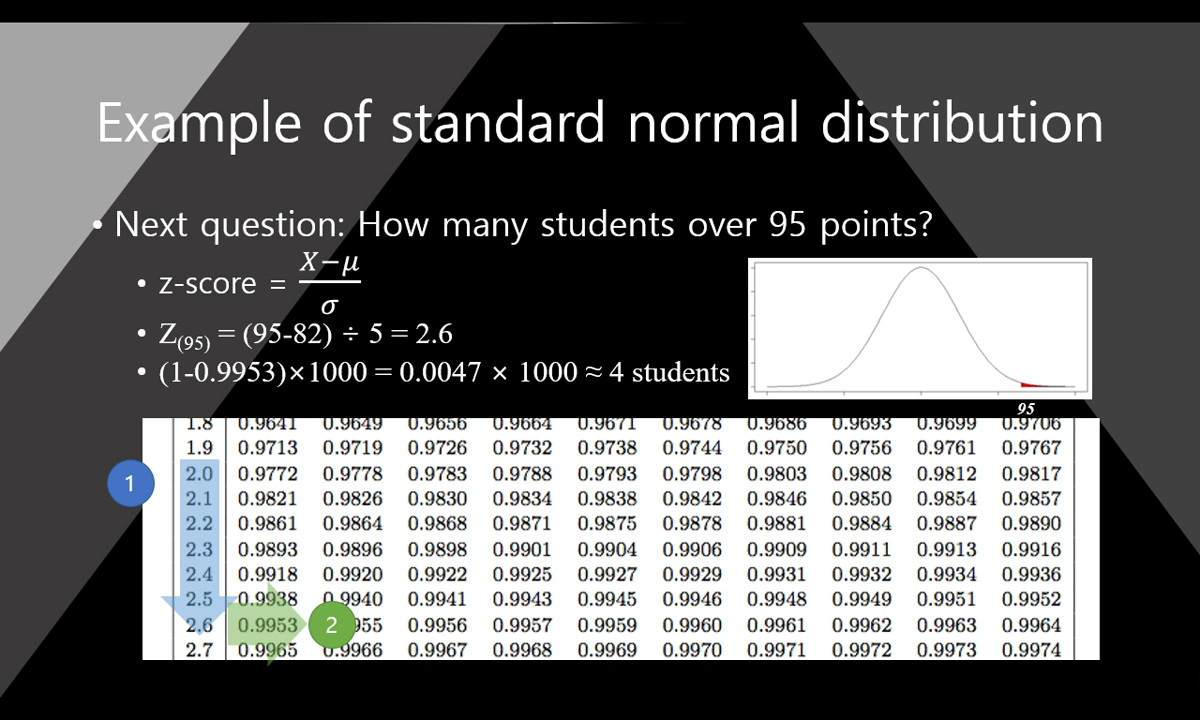 Example of standard normal distribution
• Next question: How many students over 95 points?
• z-score = X−μ / σ
• Z(95) = (95-82) ÷ 5 = 2.6
• (1-0.9953)×1000 = 0.0047 × 1000 ≈ 4 students
95
1.8 0.9641 0.9649 0.9656 0.9664 0.9671 0.9678 0.9686 0.9693 0.9699 0.9706
1.9 0.9713 0.9719 0.9726 0.9732 0.9738 0.9744 0.9750 0.9756 0.9761 0.9767
1
2.0 0.9772 0.9778 0.9783 0.9788 0.9793 0.9798 0.9803 0.9808 0.9812 0.9817
2.1 0.9821 0.9826 0.9830 0.9834 0.9838 0.9842 0.9846 0.9850 0.9854 0.9857
2.2 0.9861 0.9864 0.9868 0.9871 0.9875 0.9878 0.9881 0.9884 0.9887 0.9890
2.3 0.9893 0.9896 0.9898 0.9901 0.9904 0.9906 0.9909 0.9911 0.9913 0.9916
2.4 0.9918 0.9920 0.9922 0.9925 0.9927 0.9929 0.9931 0.9932 0.9934 0.9936
2.5 0.9938 0.9940 0.9941 0.9943 0.9945 0.9946 0.9948 0.9949 0.9951 0.9952
2.6 0.9953 2 955 0.9956 0.9957 0.9959 0.9960 0.9961 0.9962 0.9963 0.9964
2.7 0.9965 0.9966 0.9967 0.9968 0.9969 0.9970 0.9971 0.9972 0.9973 0.9974